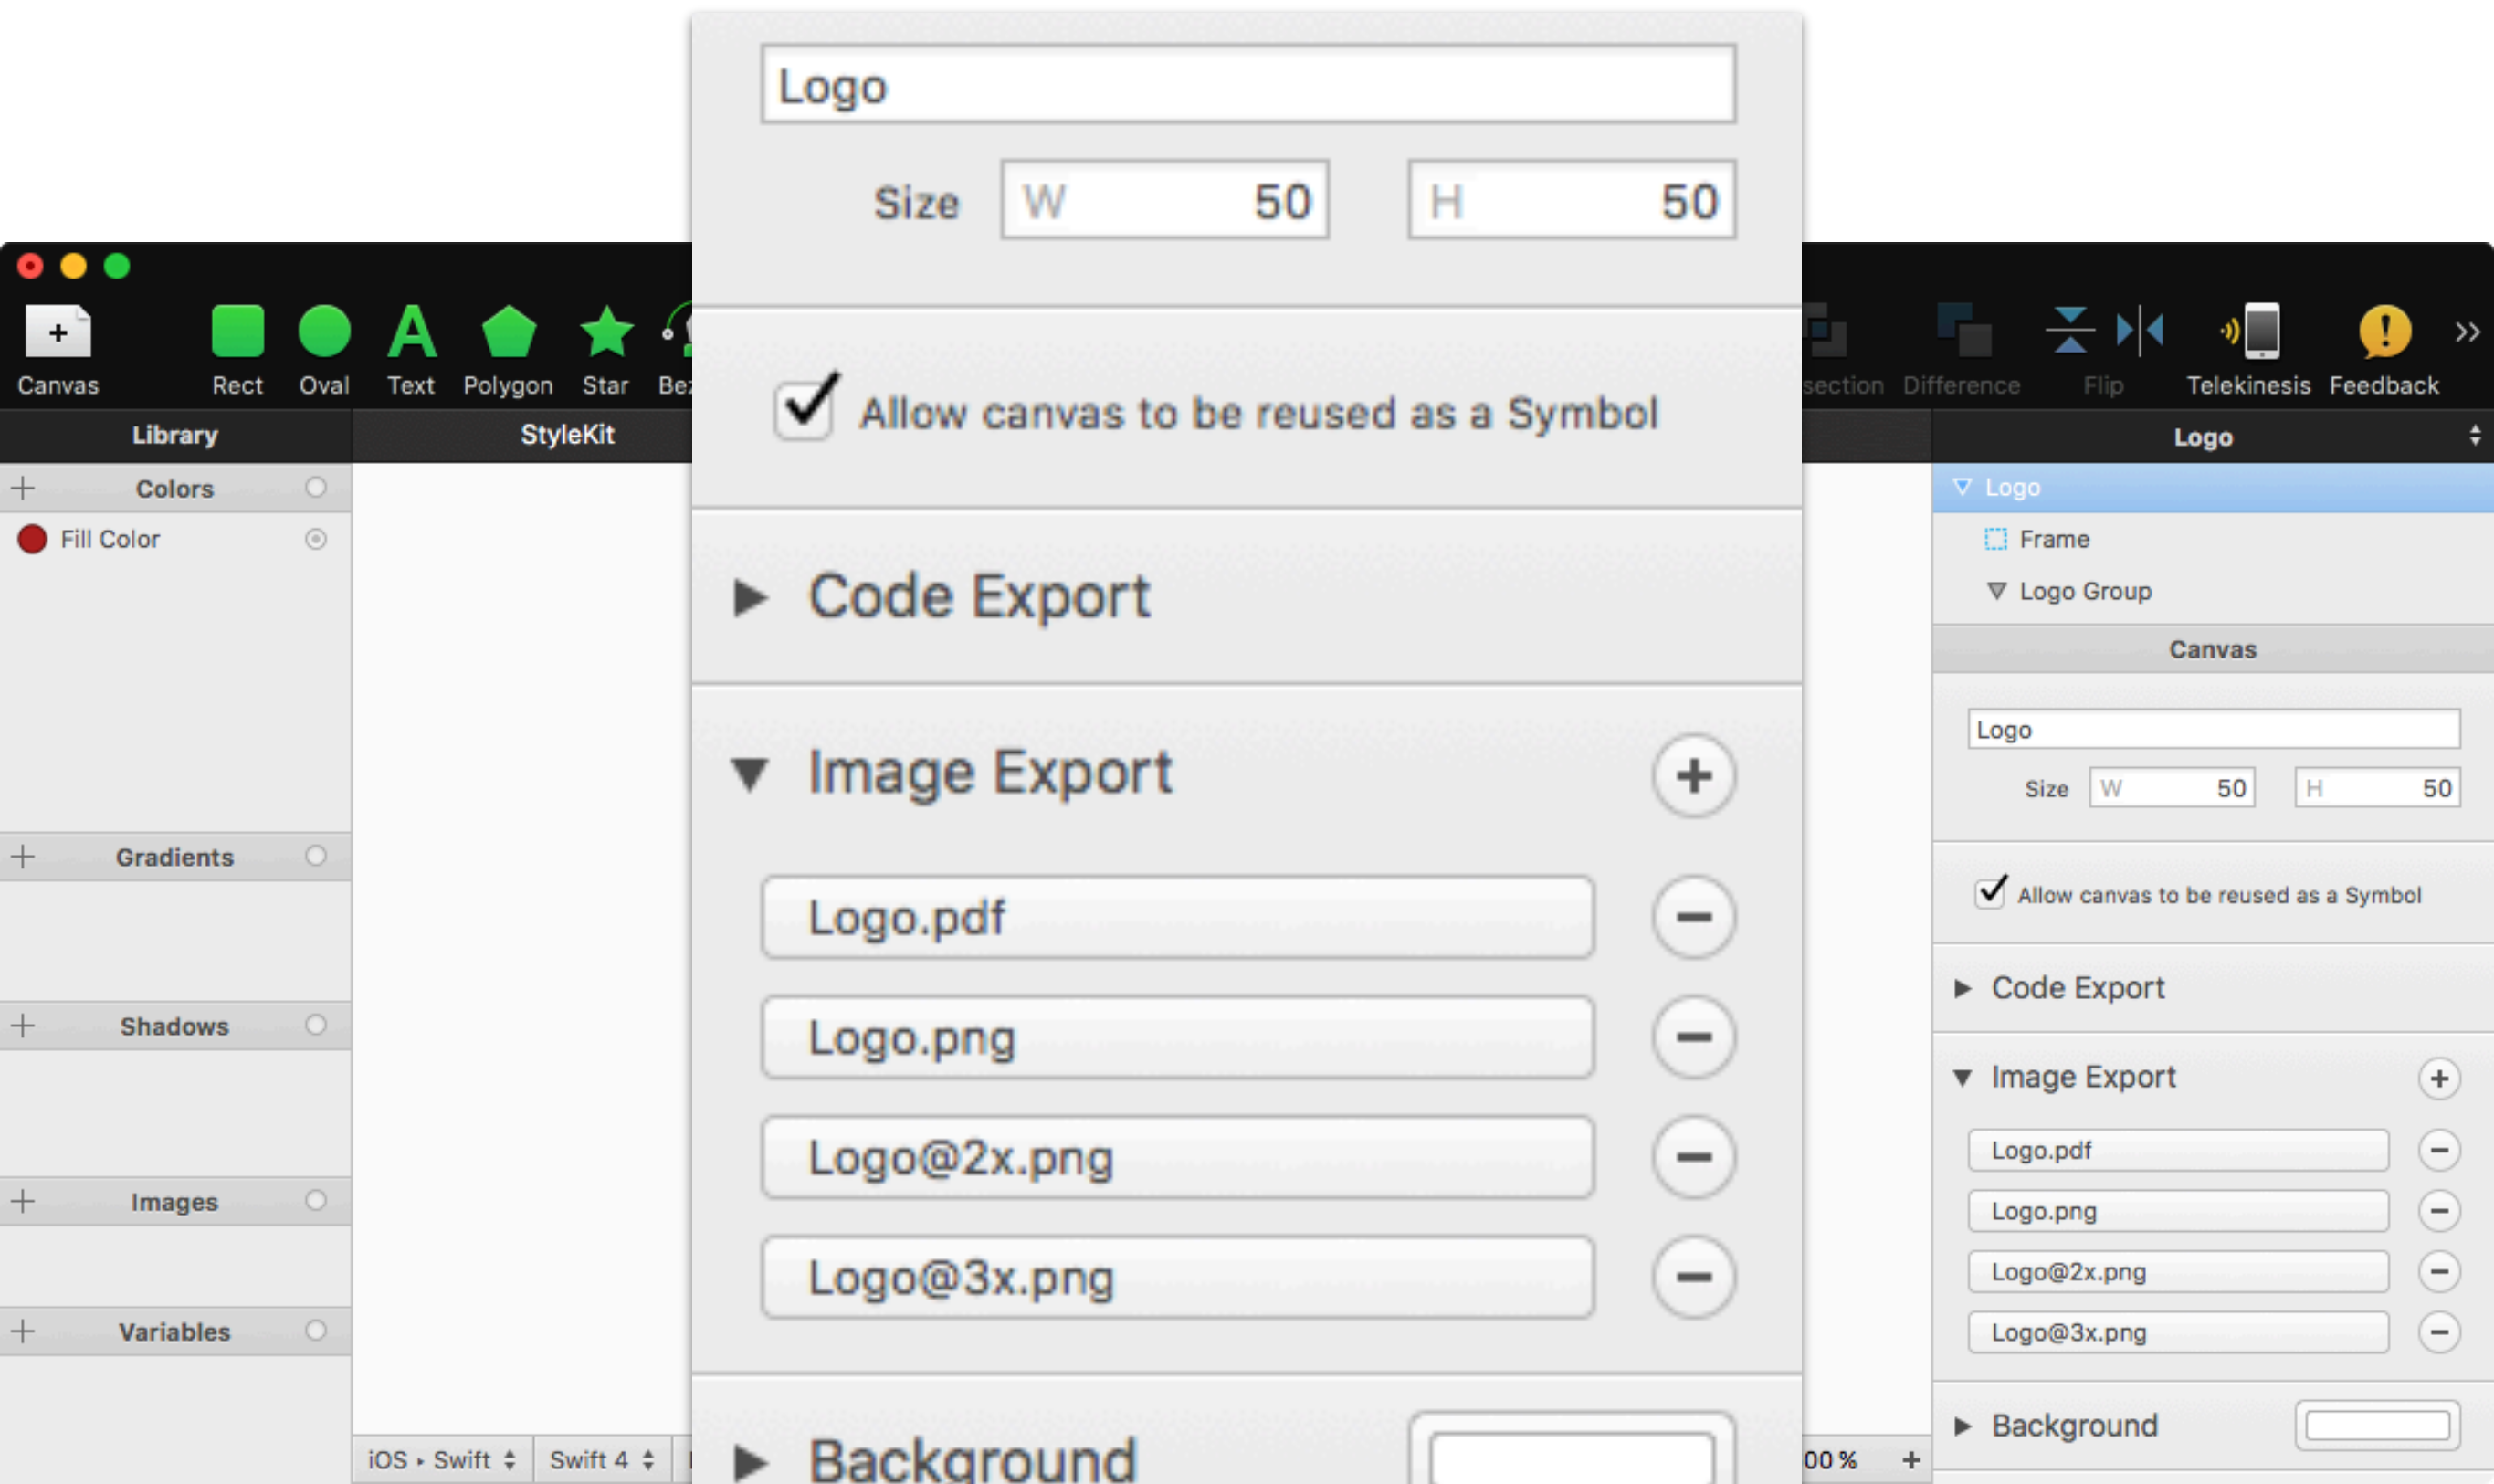 Logo
Size W 50 H 50
Allow canvas to be reused as a Symbol
Code Export
Image Export
Logo.pdf
Logo.png
Logo@2x.png
Logo@3x.png
Background
Canvas Rect Oval Text Polygon Star Bez
section Difference Flip Telekinesis Feedback
Library
Colors
Fill Color
Gradients
Shadows
Images
Variables
StyleKit
iOS ▸ Swift Swift 4
00 %
Logo
Logo
Frame
Logo Group
Canvas
Logo
Size W 50 H 50
Allow canvas to be reused as a Symbol
Code Export
Image Export
Logo.pdf
Logo.png
Logo@2x.png
Logo@3x.png
Background